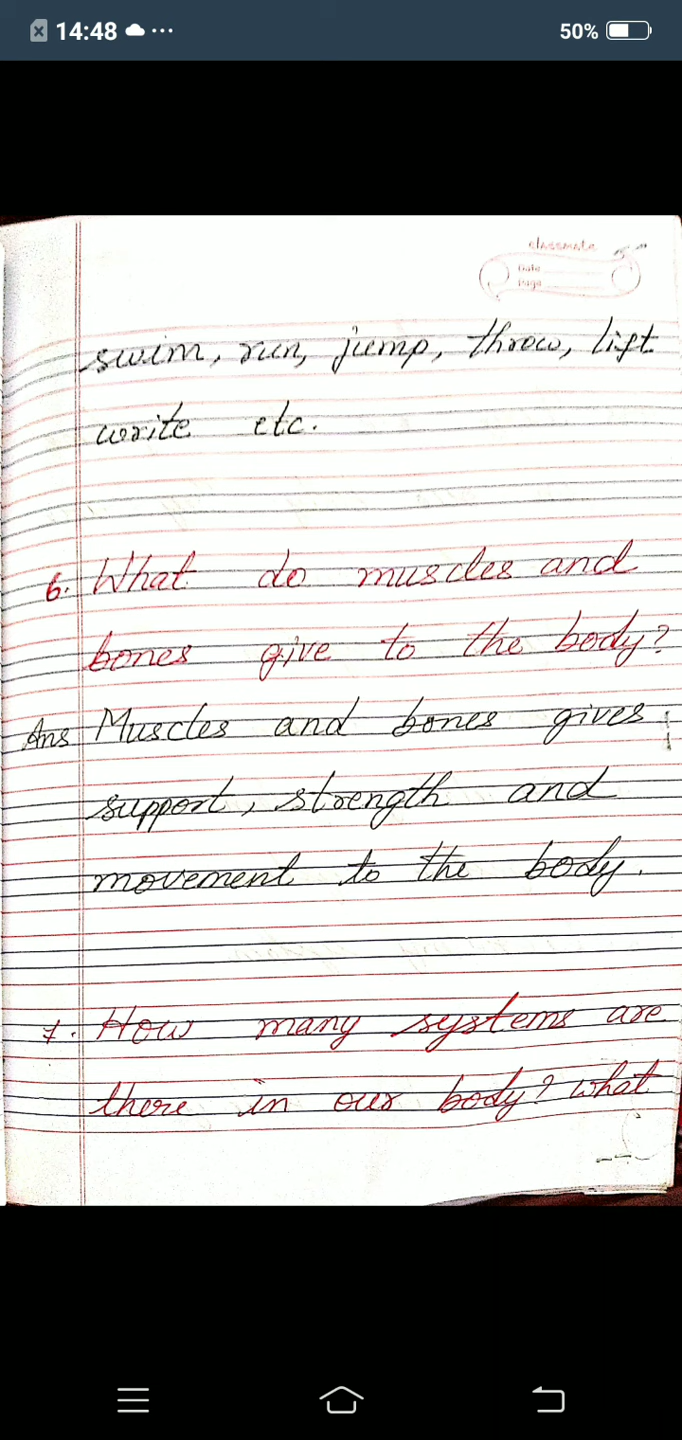 14:48
50%
classmate
Date
Page
swim, run, jump, throw, lift
write etc.
6. What do muscles and
bones give to the body?
Ans Muscles and bones gives
support, strength and
movement to the body.
7. How many systems are
there in our body? what